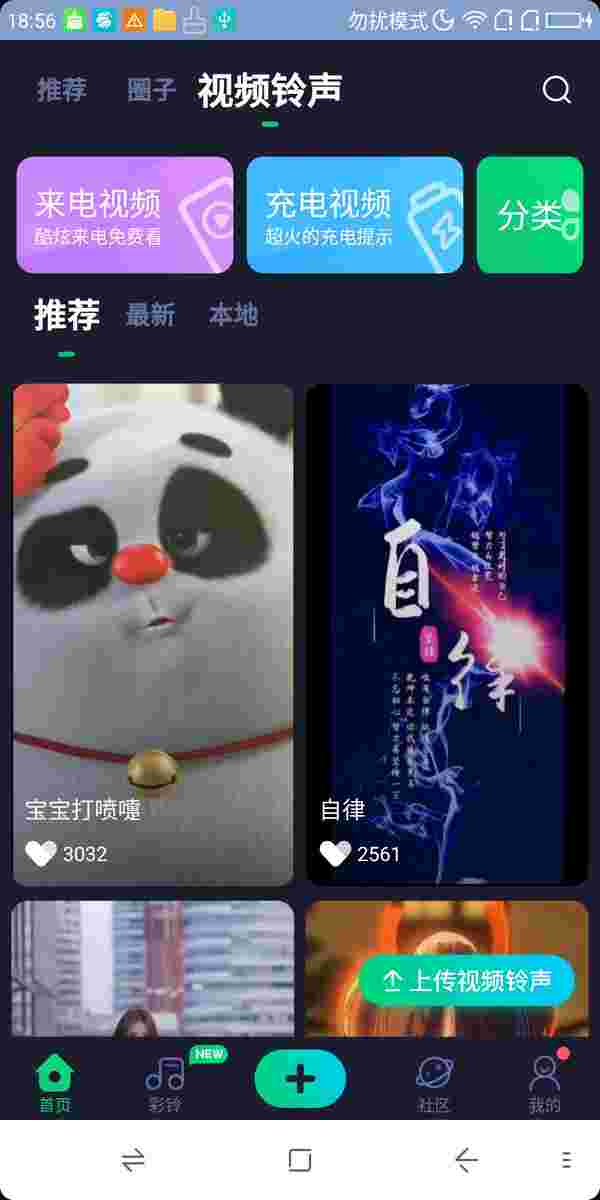 18:56
勿扰模式
推荐
圈子
视频铃声
来电视频
酷炫来电免费看
充电视频
超火的充电提示
分类
推荐
最新
本地
自
律
宝宝打喷嚏
3032
自律
2561
上传视频铃声
首页
彩铃
NEW
社区
我的